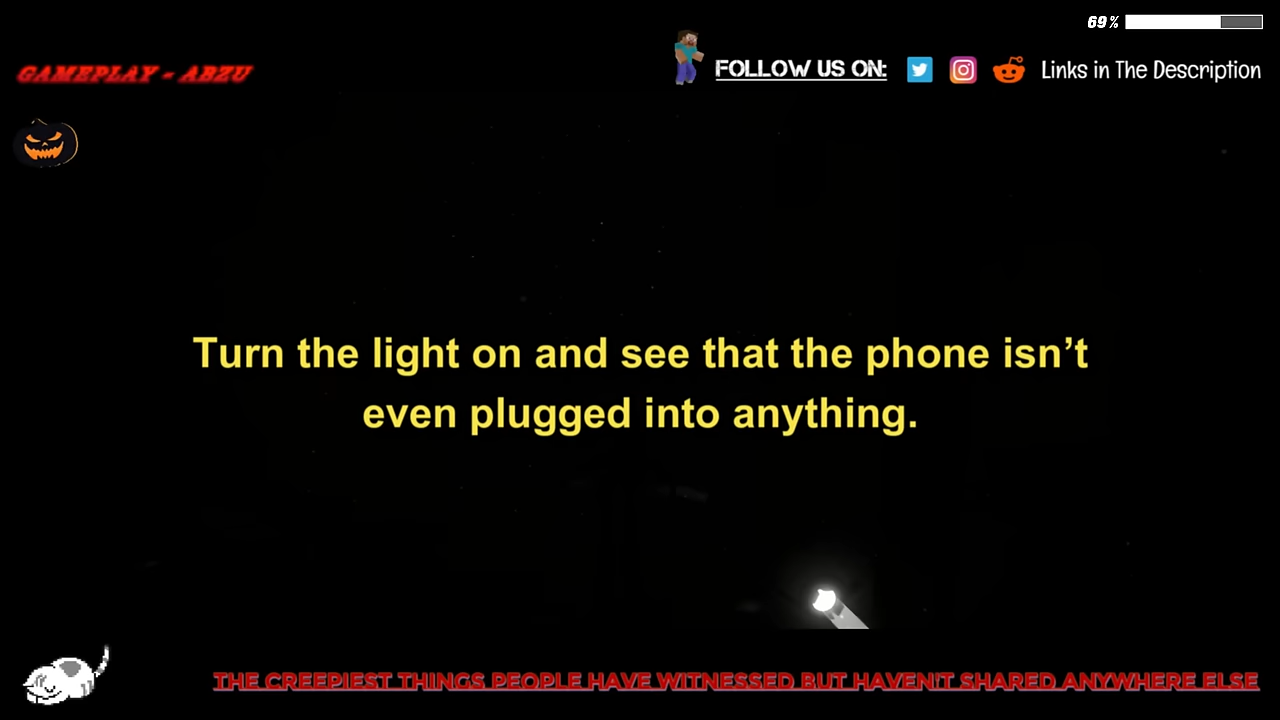 69%
GAMEPLAY - ABZU
FOLLOW US ON: Links in The Description
Turn the light on and see that the phone isn’t
even plugged into anything.
THE CREEPIEST THINGS PEOPLE HAVE WITNESSED BUT HAVEN'T SHARED ANYWHERE ELSE